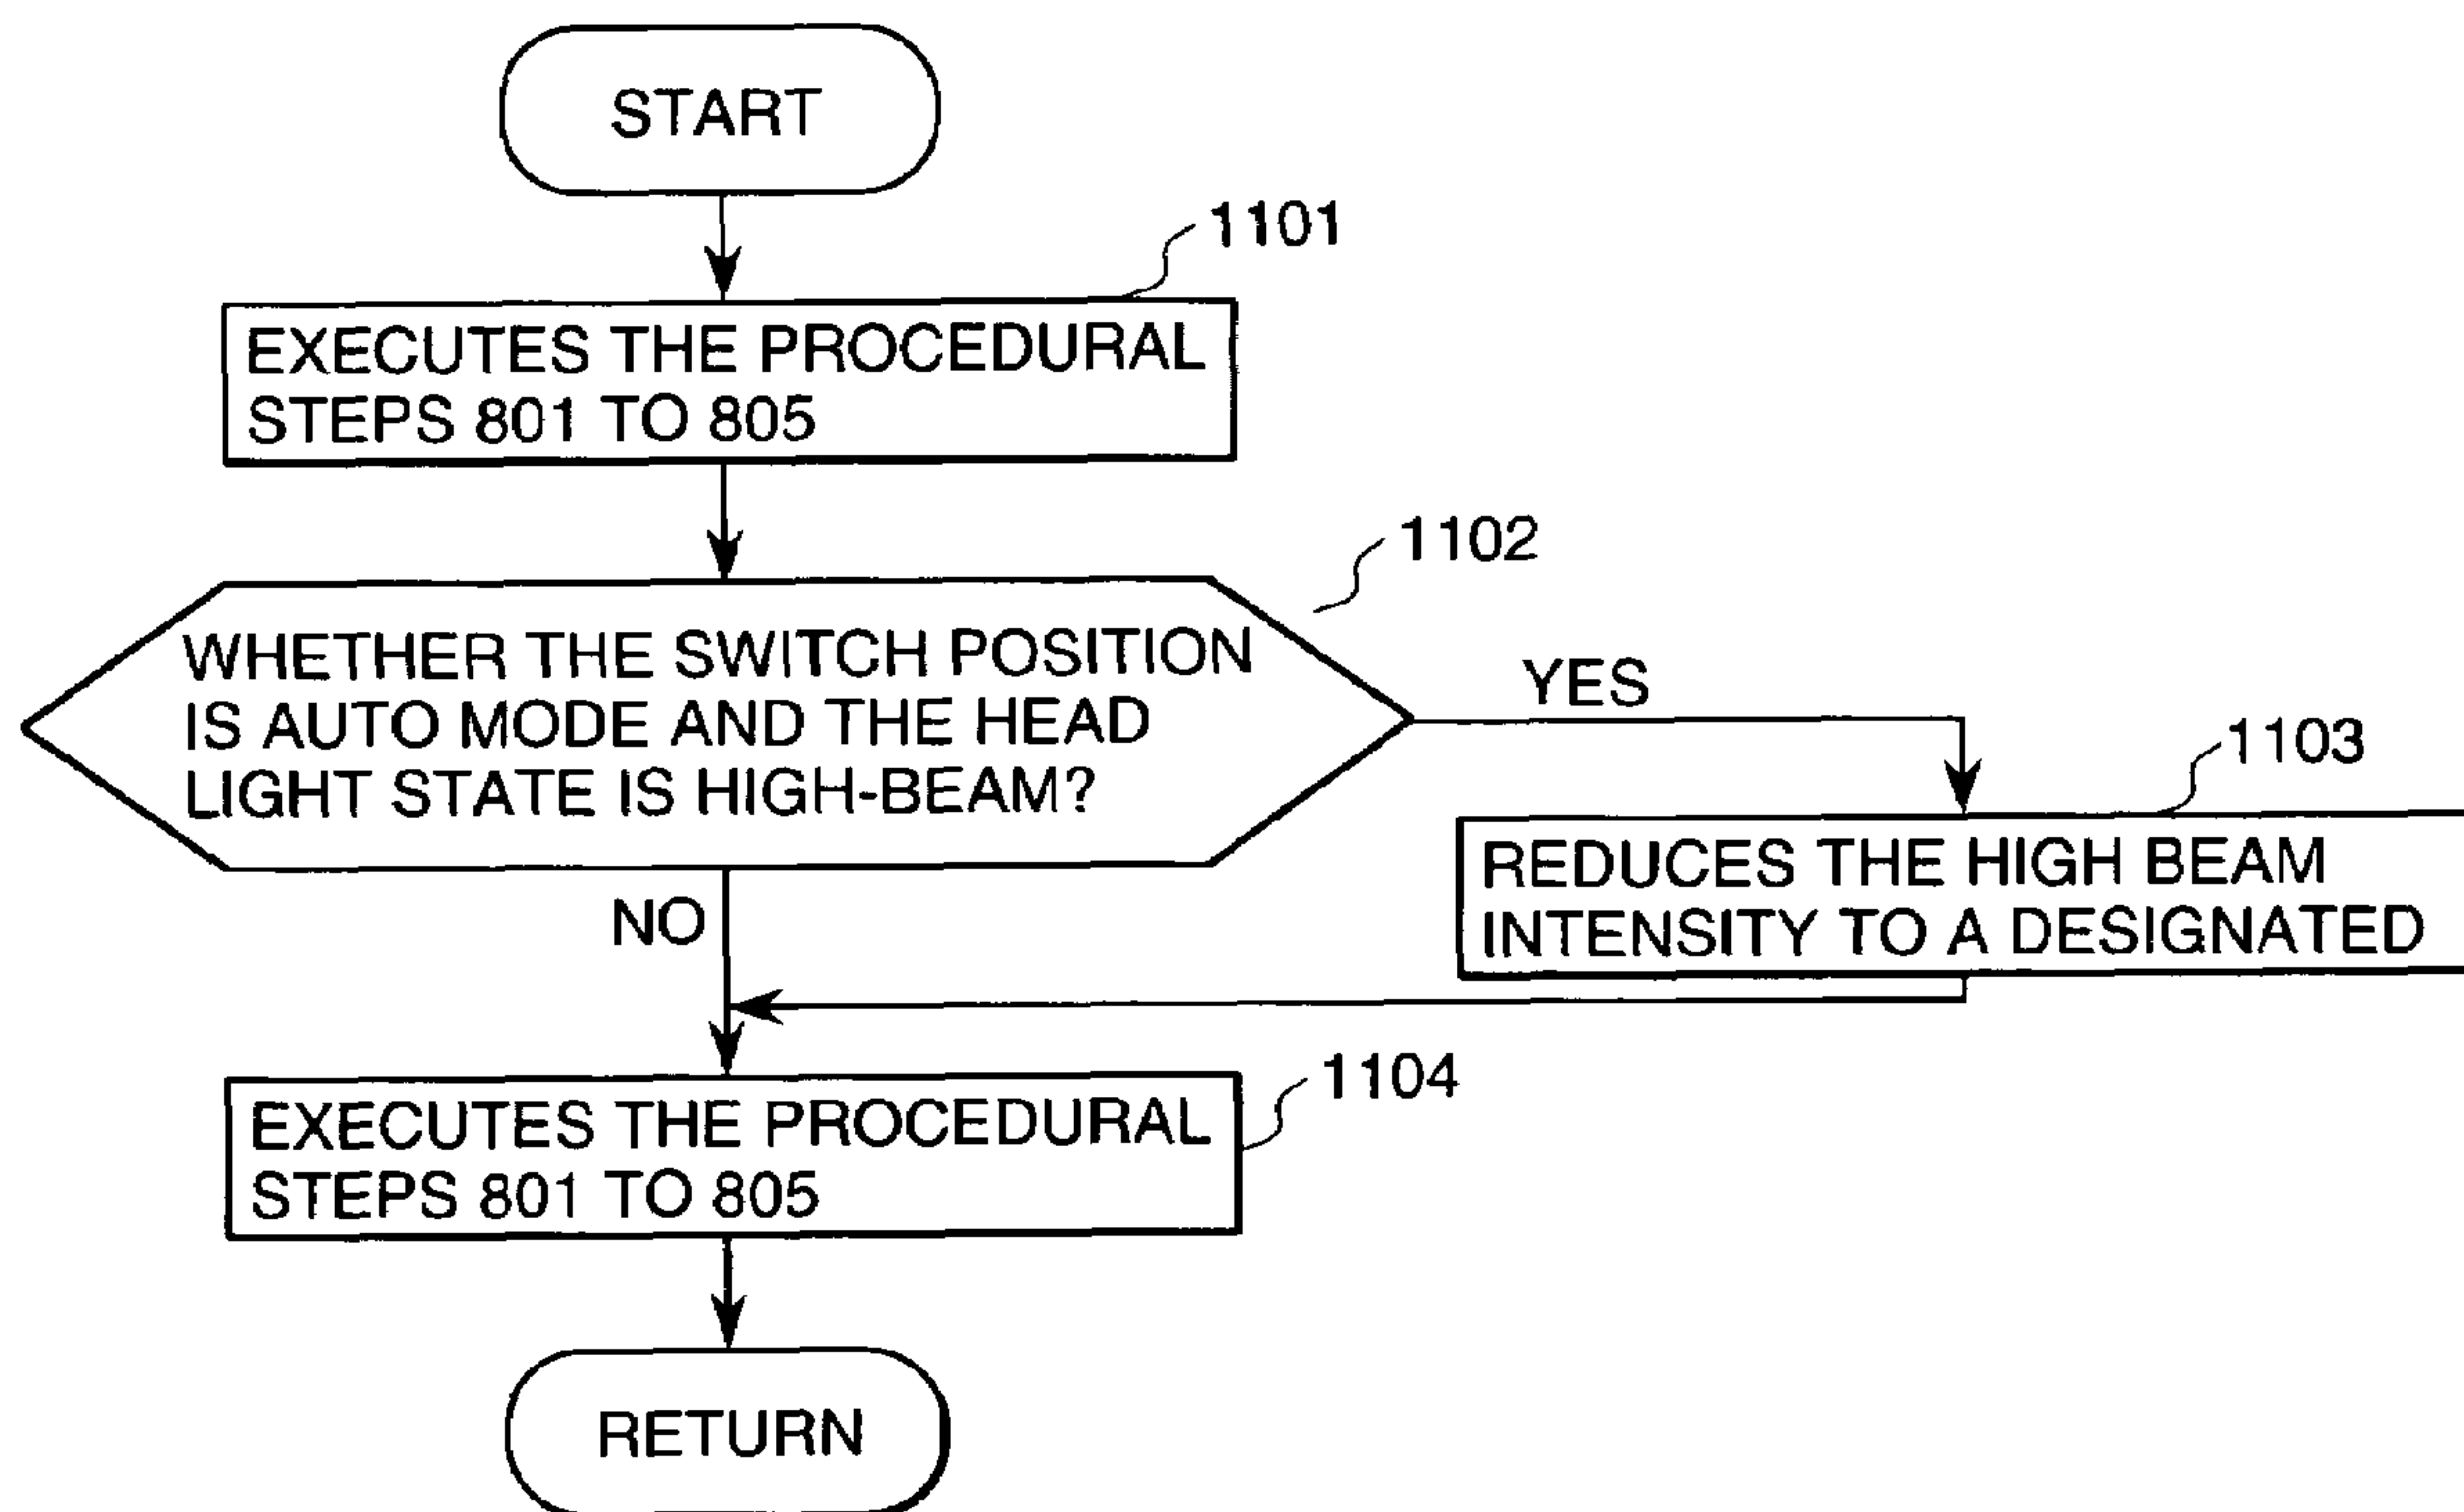 START
1101
EXECUTES THE PROCEDURAL
STEPS 801 TO 805
1102
WHETHER THE SWITCH POSITION
IS AUTO MODE AND THE HEAD
LIGHT STATE IS HIGH-BEAM?
YES
1103
REDUCES THE HIGH BEAM
INTENSITY TO A DESIGNATED
NO
1104
EXECUTES THE PROCEDURAL
STEPS 801 TO 805
RETURN